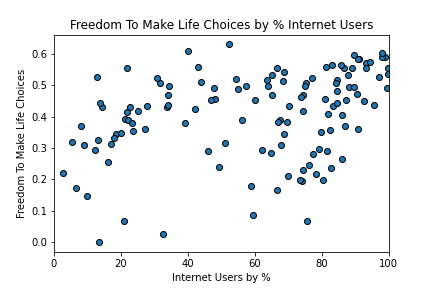 Freedom To Make Life Choices by % Internet Users
Freedom To Make Life Choices
0.6
0.5
0.4
0.3
0.2
0.1
0.0
0 20 40 60 80 100
Internet Users by %